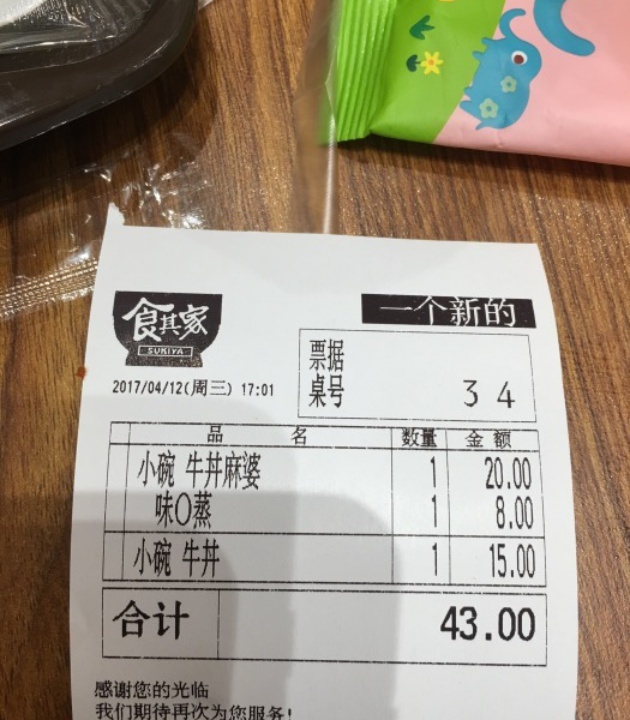 食其家
SUKIYA
一个新的
票据
桌号 34
2017/04/12(周三) 17:01
品 名 数量 金额
小碗 牛丼麻婆 1 20.00
味〇蒸 1 8.00
小碗 牛丼 1 15.00
合计 43.00
感谢您的光临
我们期待再次为您服务!